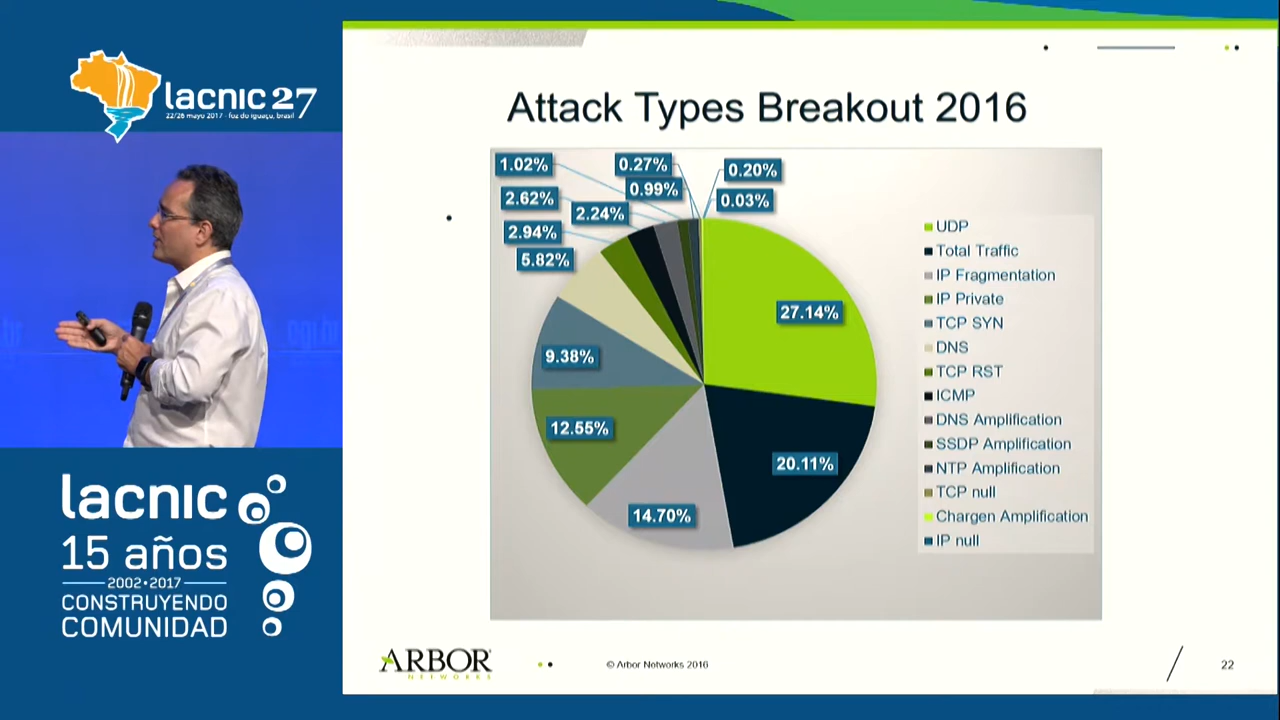 lacnic 27
22/26 mayo 2017 - foz do iguaçu, brasil
lacnic
15 años
2002•2017
CONSTRUYENDO
COMUNIDAD
Attack Types Breakout 2016
1.02%
0.27%
0.20%
2.62%
0.99%
0.03%
2.24%
2.94%
5.82%
27.14%
9.38%
12.55%
20.11%
14.70%
UDP
Total Traffic
IP Fragmentation
IP Private
TCP SYN
DNS
TCP RST
ICMP
DNS Amplification
SSDP Amplification
NTP Amplification
TCP null
Chargen Amplification
IP null
ARBOR
NETWORKS
© Arbor Networks 2016
22